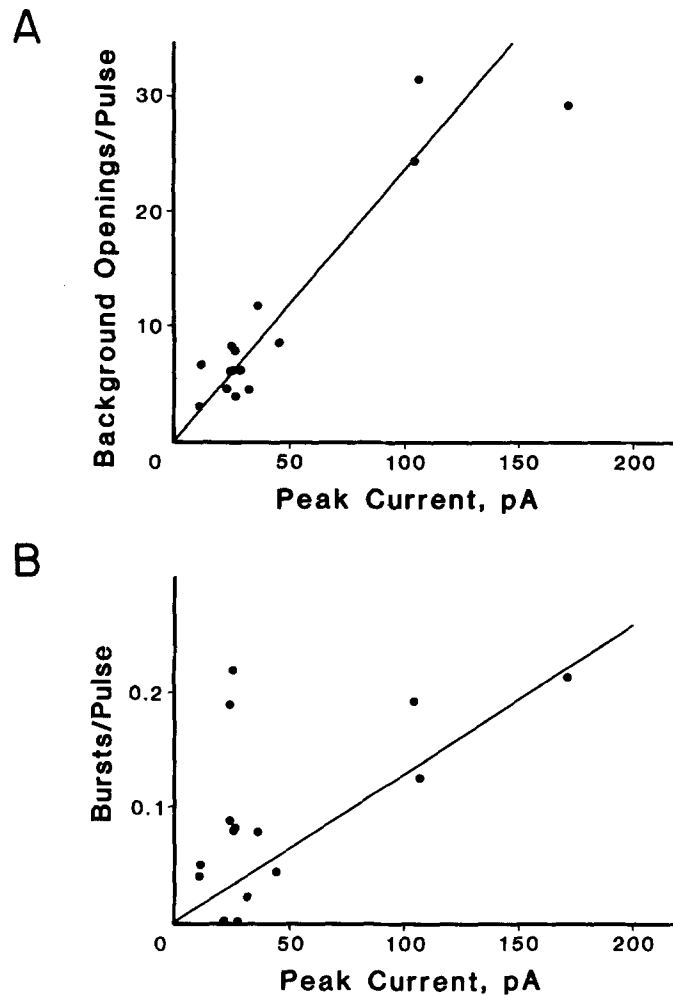 A
Background Openings/Pulse
30
20
10
0 50 100 150 200
Peak Current, pA
B
Bursts/Pulse
0.2
0.1
0 50 100 150 200
Peak Current, pA